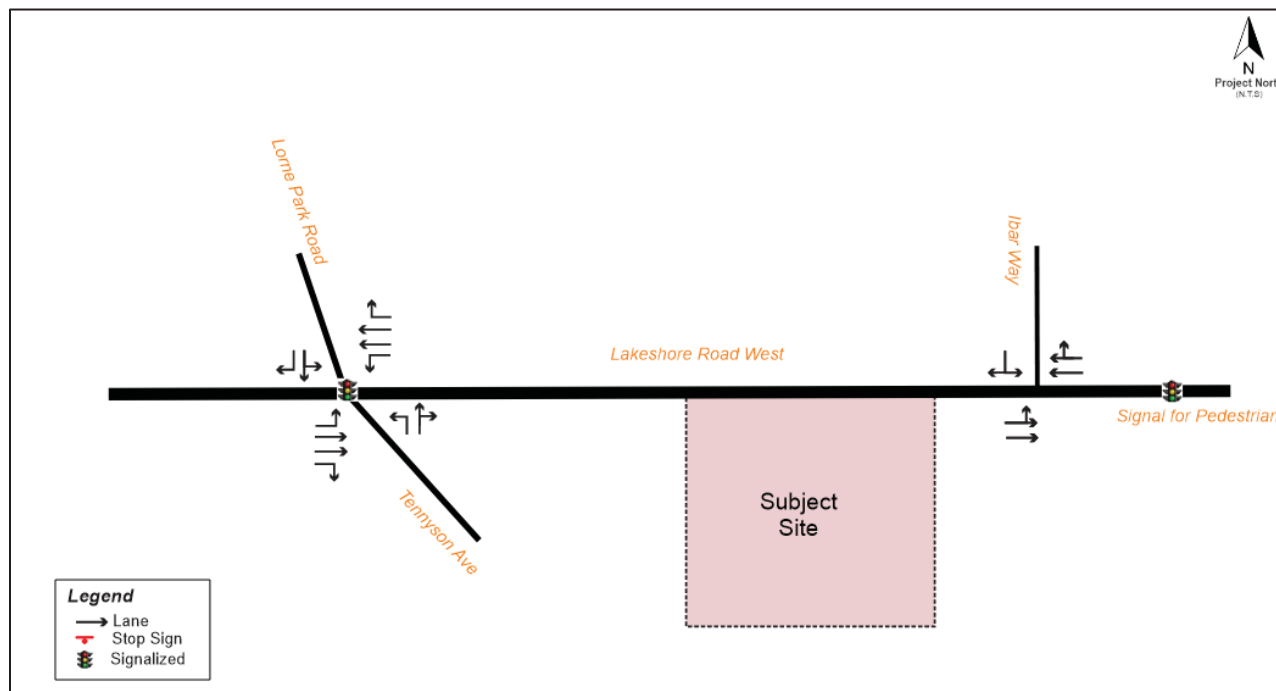 N
Project Nort
(N.T.S)
Lorne Park Road
Ibar Way
Lakeshore Road West
Signal for Pedestrian
Subject
Site
Tennyson Ave
Legend
Lane
Stop Sign
Signalized